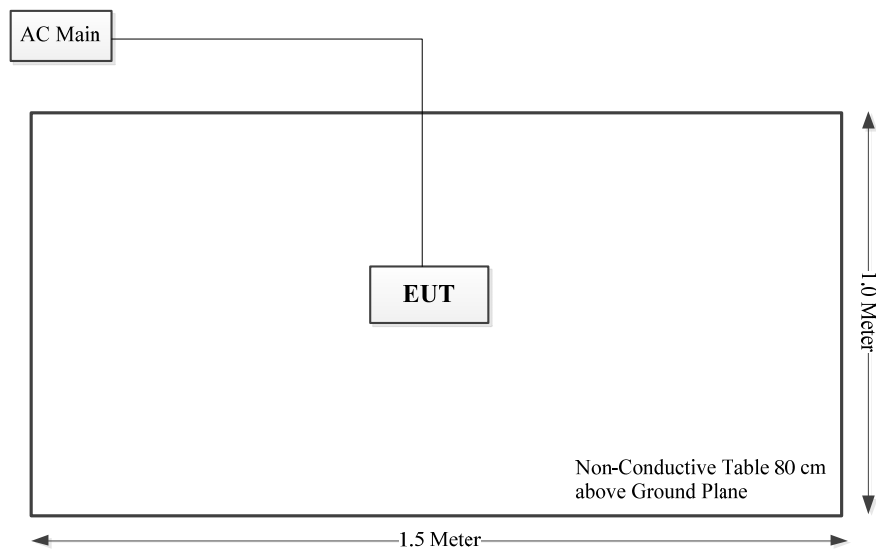 AC Main
EUT
1.0 Meter
Non-Conductive Table 80 cm
above Ground Plane
1.5 Meter